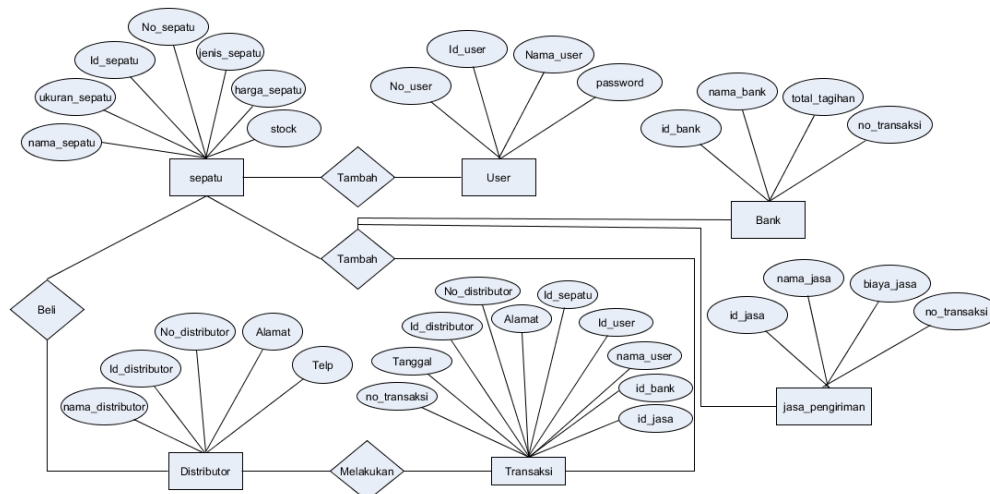 No_sepatu
Id_sepatu
jenis_sepatu
ukuran_sepatu
harga_sepatu
nama_sepatu
stock
sepatu
Tambah
Id_user
Nama_user
No_user
password
User
nama_bank
total_tagihan
id_bank
no_transaksi
Bank
Tambah
Beli
No_distributor
Alamat
Id_distributor
Telp
nama_distributor
Distributor
Melakukan
No_distributor
Id_sepatu
Id_distributor
Alamat
Id_user
Tanggal
nama_user
no_transaksi
id_bank
id_jasa
Transaksi
nama_jasa
biaya_jasa
id_jasa
no_transaksi
jasa_pengiriman